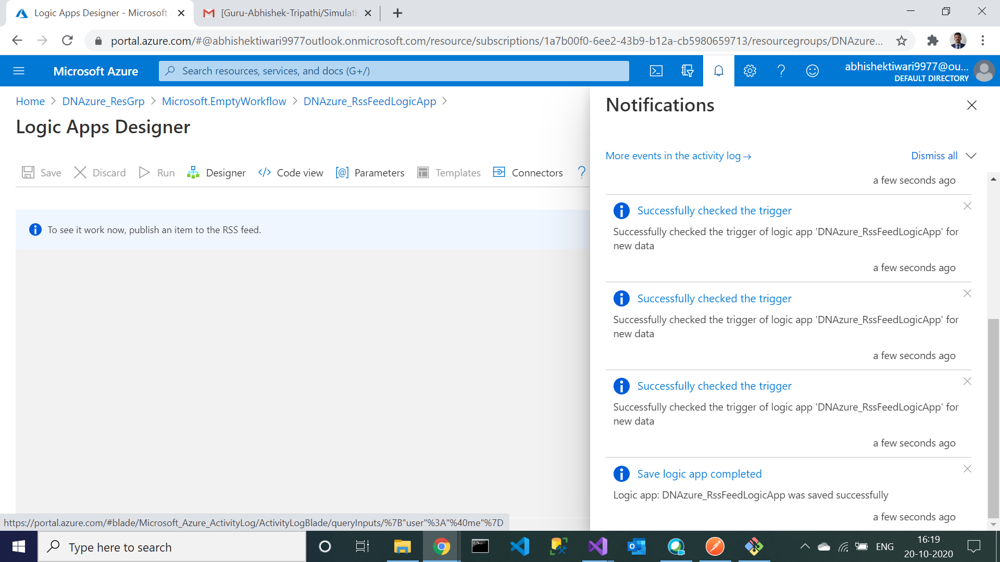 Logic Apps Designer - Microsoft
[Guru-Abhishek-Tripathi/Simulati
portal.azure.com/#@abhishektiwari9977outlook.onmicrosoft.com/resource/subscriptions/1a7b00f0-6ee2-43b9-b12a-cb5980659713/resourcegroups/DNAzure...
Microsoft Azure
Search resources, services, and docs (G+/)
abhishektiwari9977@ou...
DEFAULT DIRECTORY
Home > DNAzure_ResGrp > Microsoft.EmptyWorkflow > DNAzure_RssFeedLogicApp >
Logic Apps Designer
Save Discard Run Designer Code view Parameters Templates Connectors ?
To see it work now, publish an item to the RSS feed.
Notifications
More events in the activity log→
Dismiss all
a few seconds ago
Successfully checked the trigger
Successfully checked the trigger of logic app 'DNAzure_RssFeedLogicApp' for
new data
a few seconds ago
Successfully checked the trigger
Successfully checked the trigger of logic app 'DNAzure_RssFeedLogicApp' for
new data
a few seconds ago
Successfully checked the trigger
Successfully checked the trigger of logic app 'DNAzure_RssFeedLogicApp' for
new data
a few seconds ago
Save logic app completed
Logic app: DNAzure_RssFeedLogicApp was saved successfully
a few seconds ago
https://portal.azure.com/#blade/Microsoft_Azure_ActivityLog/ActivityLogBlade/queryInputs/%7B"user"%3A"%40me"%7D
Type here to search
ENG
16:19
20-10-2020